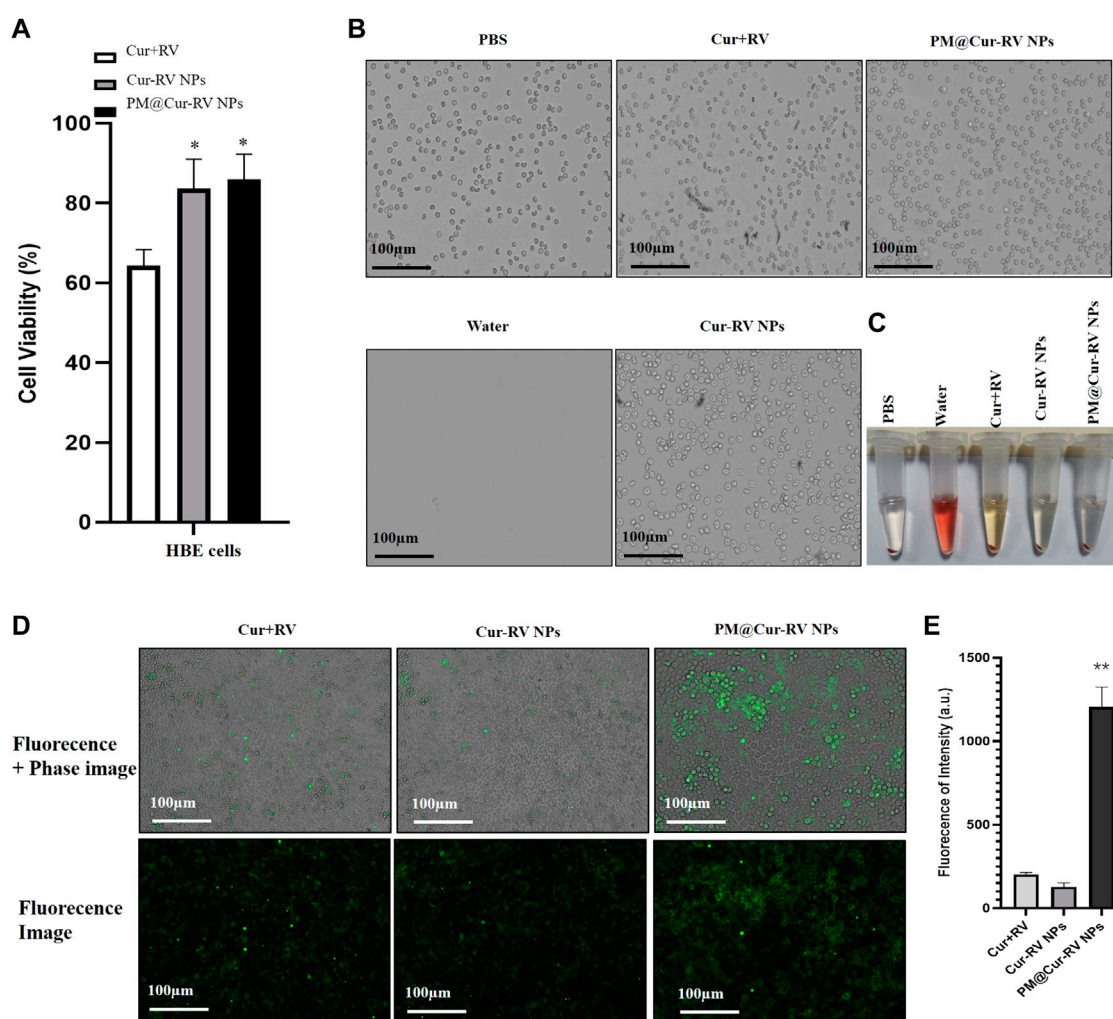 A
Cur+RV
Cur-RV NPs
PM@Cur-RV NPs
100
80
60
40
20
0
Cell Viability (%)
*
*
HBE cells
B
PBS
Cur+RV
PM@Cur-RV NPs
100μm
100μm
100μm
Water
Cur-RV NPs
100μm
100μm
C
PBS
Water
Cur+RV
Cur-RV NPs
PM@Cur-RV NPs
D
Cur+RV
Cur-RV NPs
PM@Cur-RV NPs
Fluorecence
+ Phase image
100μm
100μm
100μm
Fluorecence
Image
100μm
100μm
100μm
E
Fluorecence of Intensity (a.u.)
1500
1000
500
0
**
Cur+RV
Cur-RV NPs
PM@Cur-RV NPs